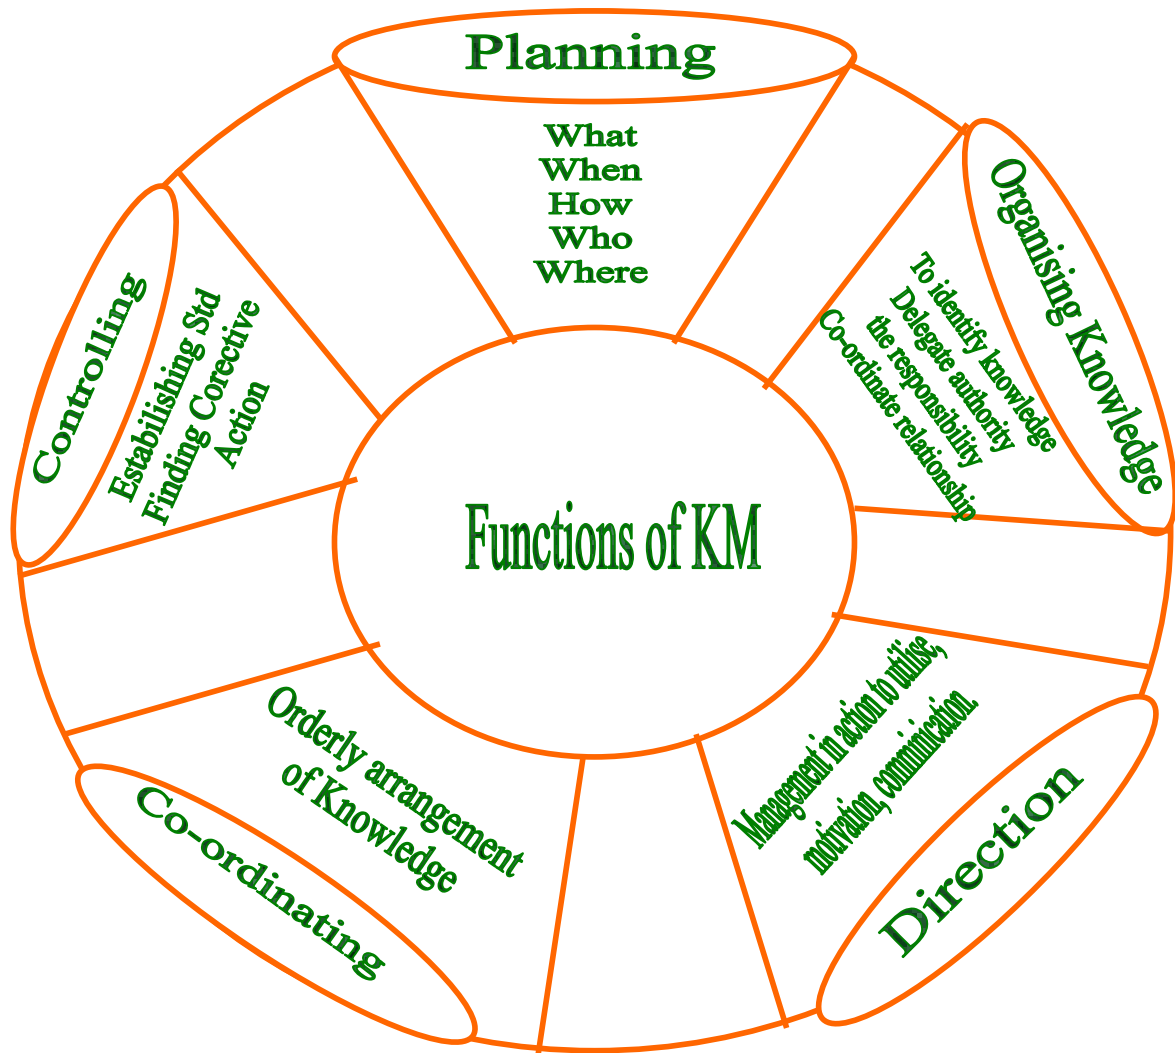 Planning
What
When
How
Who
Where
Organising Knowledge
To identify knowledge
Delegate authority
the responsibility
Co-ordinate relationship
Functions of KM
Direction
Management in action to utilise,
motivation, comminication.
Co-ordinating
Orderly arrangement
of Knowledge
Controlling
Estabilishing Std
Finding Corective
Action